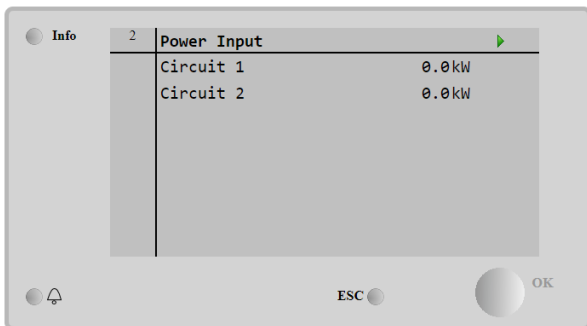 Info
2 Power Input
Circuit 1 0.0kW
Circuit 2 0.0kW
ESC
OK